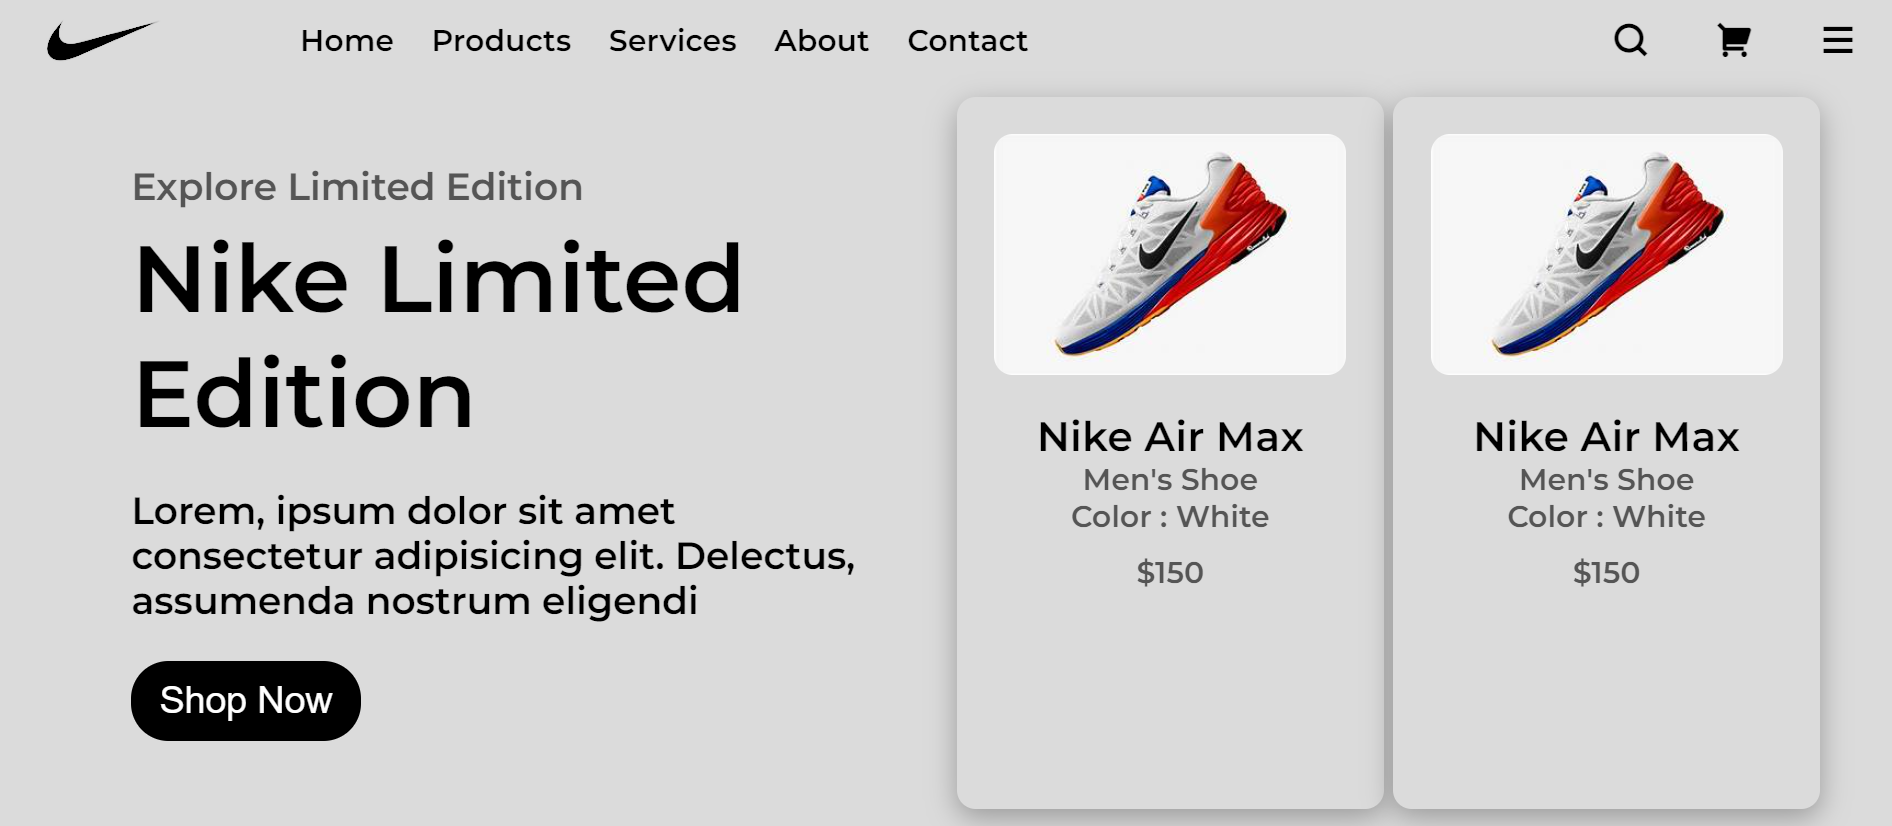 Home Products Services About Contact
Explore Limited Edition
Nike Limited
Edition
Lorem, ipsum dolor sit amet
consectetur adipisicing elit. Delectus,
assumenda nostrum eligendi
Shop Now
Nike Air Max
Men's Shoe
Color : White
$150
Nike Air Max
Men's Shoe
Color : White
$150